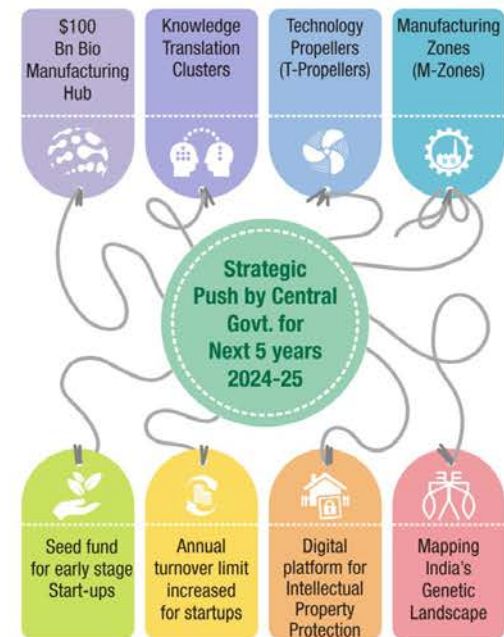 $100
Bn Bio
Manufacturing
Hub
Knowledge
Translation
Clusters
Technology
Propellers
(T-Propellers)
Manufacturing
Zones
(M-Zones)
Strategic
Push by Central
Govt. for
Next 5 years
2024-25
Seed fund
for early stage
Start-ups
Annual
turnover limit
increased
for startups
Digital
platform for
Intellectual
Property
Protection
Mapping
India's
Genetic
Landscape